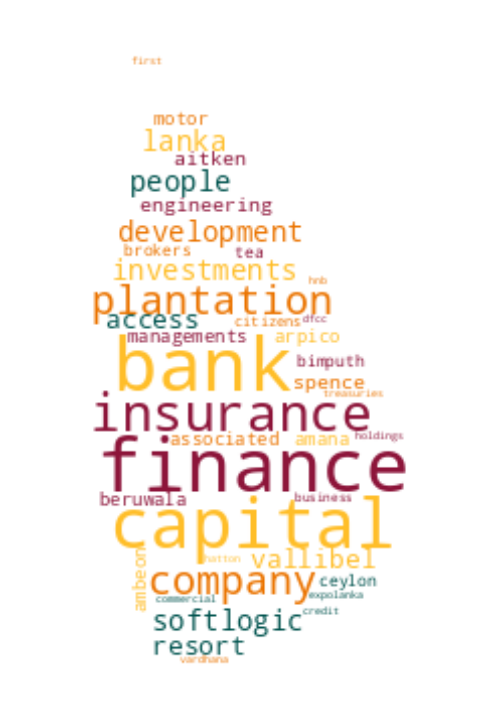 first
motor
lanka
aitken
people
engineering
development
brokers tea
investments
hnb
plantation
access citizens dfcc
managements arpico
bank
bimputh
spence
treasuries
insurance
associated amana holdings
finance
beruwala business
capital
ambeon
hatton vallibel
company ceylon
expolanka
commercial
credit
softlogic
resort
vardhana